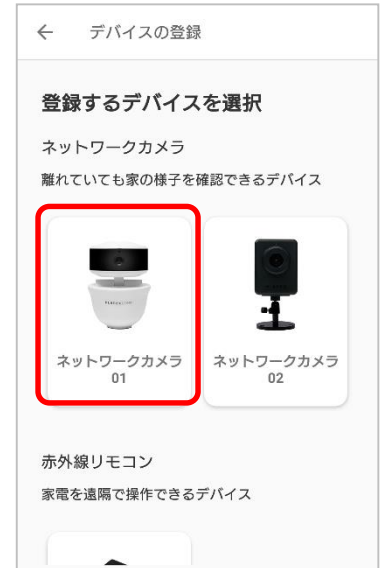 デバイスの登録
登録するデバイスを選択
ネットワークカメラ
離れていても家の様子を確認できるデバイス
ネットワークカメラ
01
ネットワークカメラ
02
赤外線リモコン
家電を遠隔で操作できるデバイス